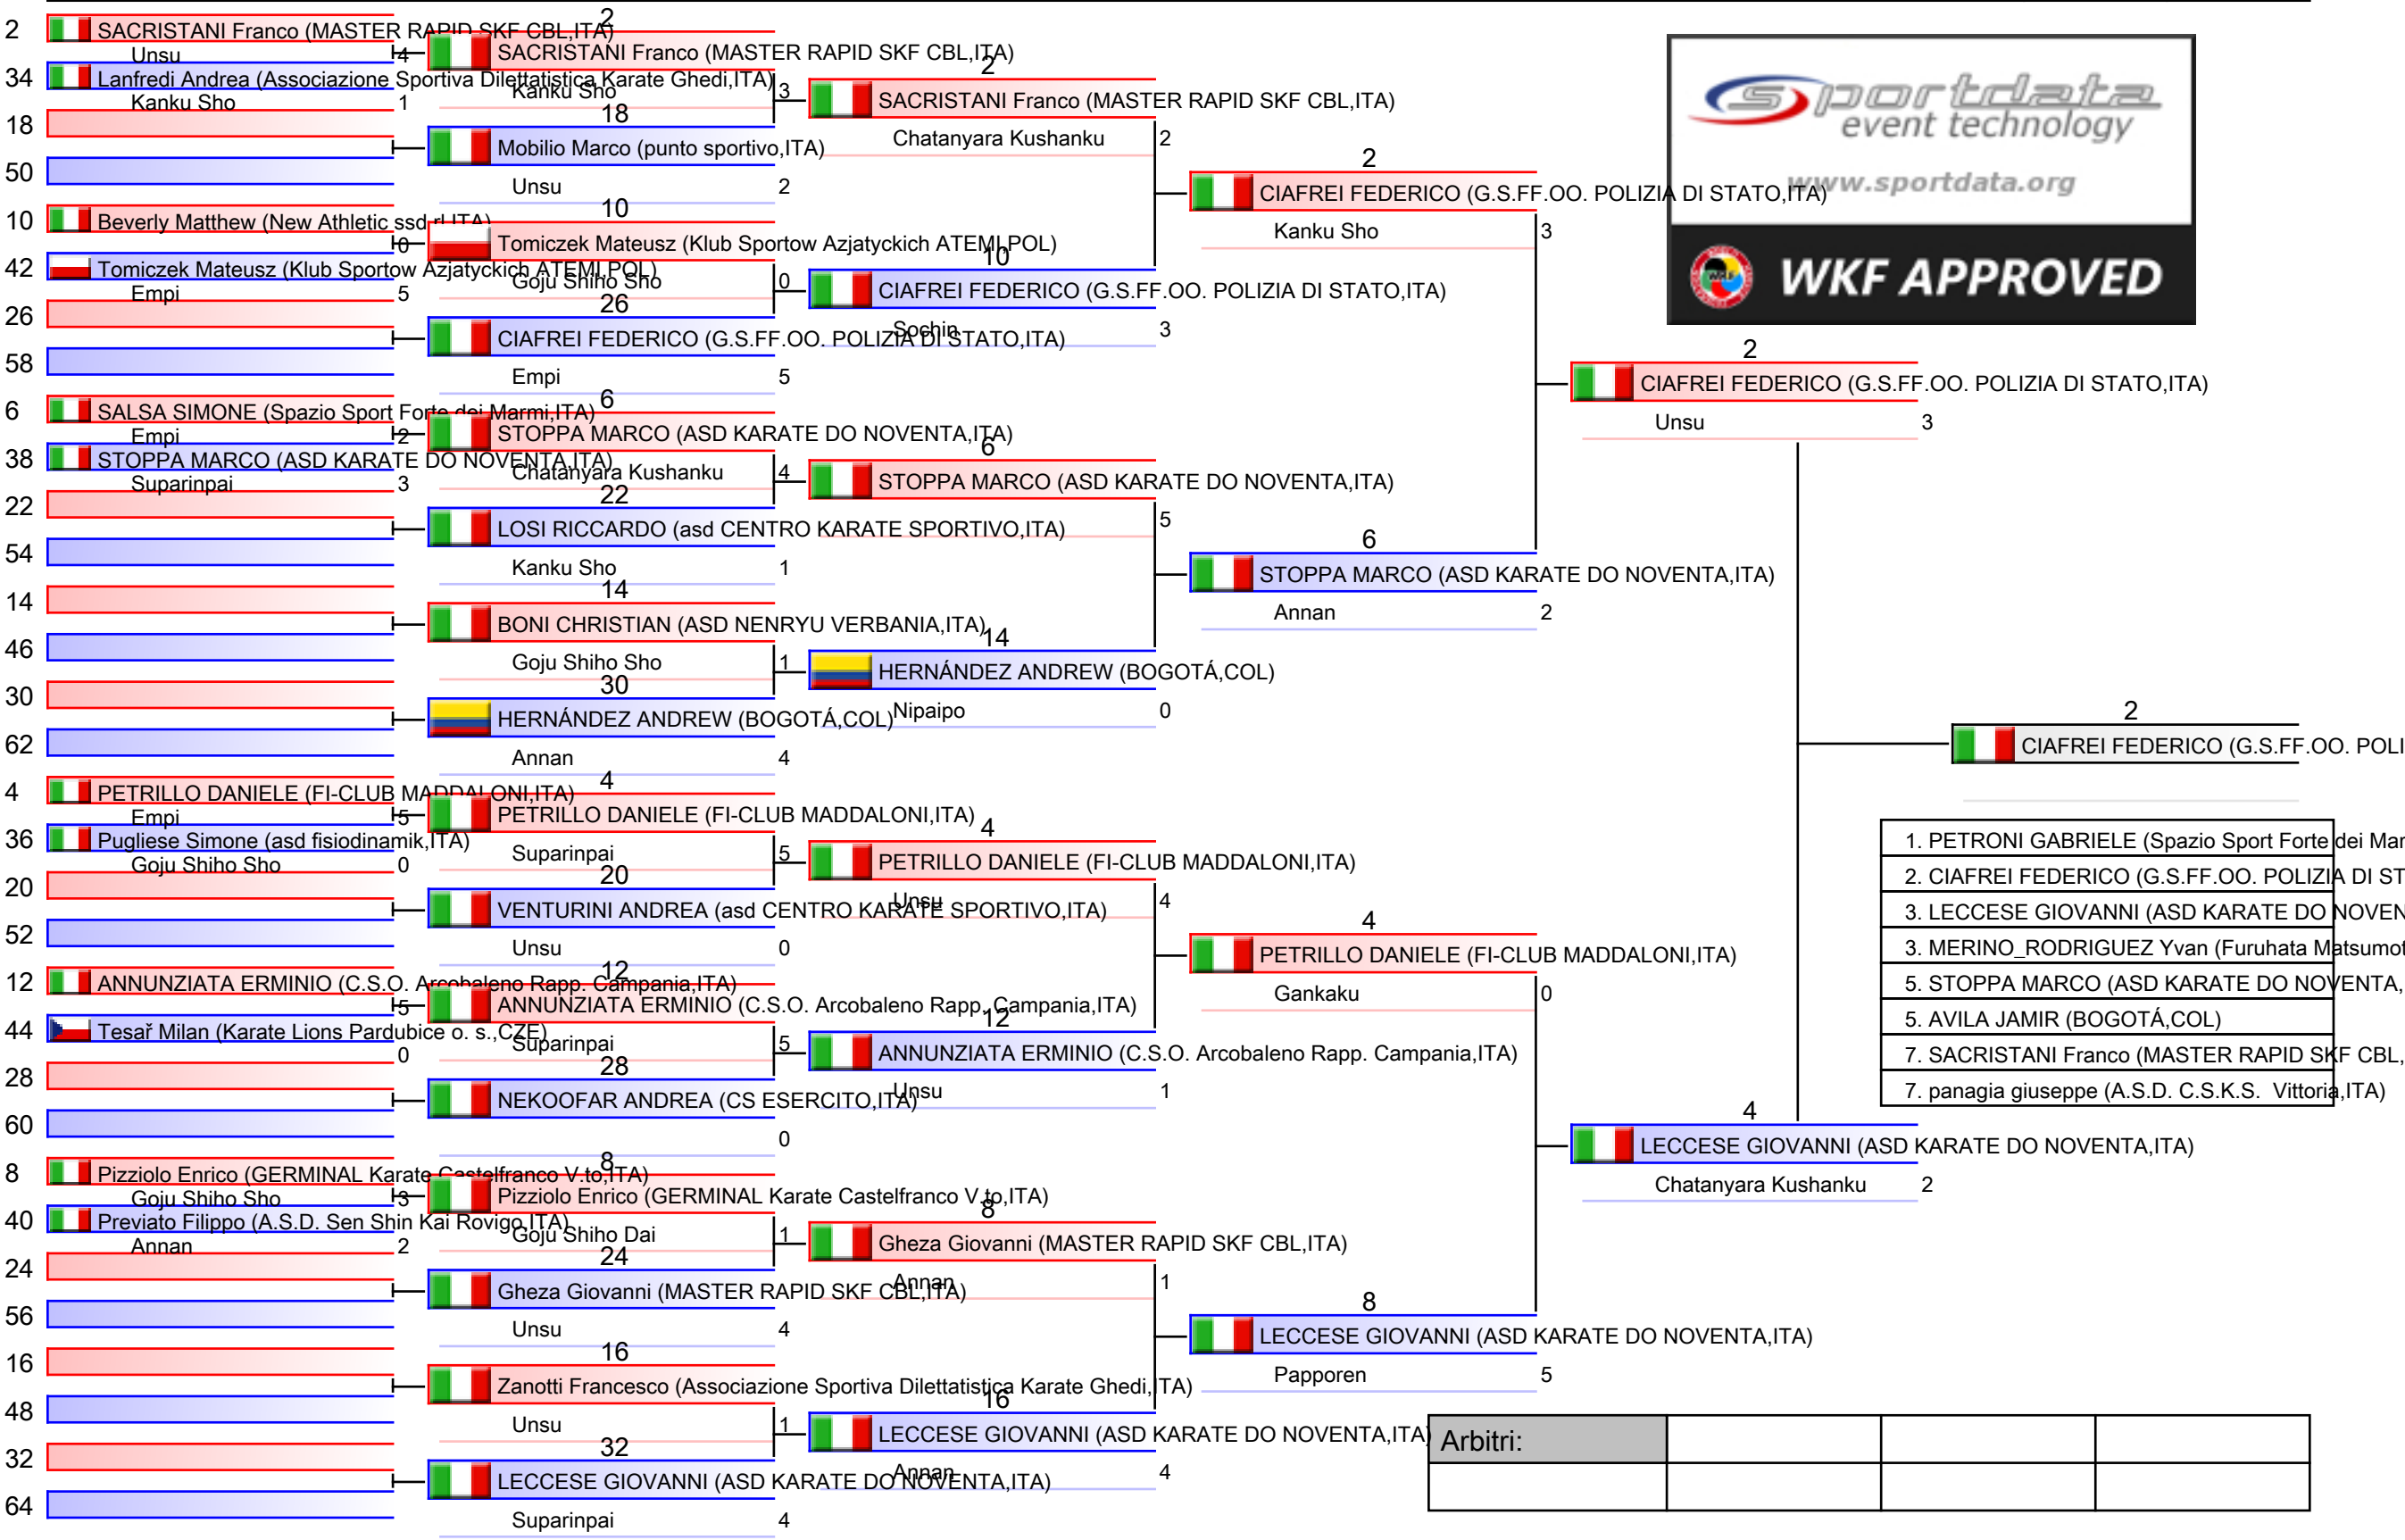 2 SACRISTANI Franco (MASTER RAPID SKF CBL,ITA)
Unsu 4
34 Lanfredi Andrea (Associazione Sportiva Dilettatistica Karate Ghedi,ITA)
Kanku Sho 1
18
50
10 Beverly Matthew (New Athletic ssd rl,ITA)
0
42 Tomiczek Mateusz (Klub Sportow Azjatyckich ATEMI,POL)
Empi 5
26
58
6 SALSA SIMONE (Spazio Sport Forte dei Marmi,ITA)
Empi 2
38 STOPPA MARCO (ASD KARATE DO NOVENTA,ITA)
Suparinpai 3
22
54
14
46
30
62
4 PETRILLO DANIELE (FI-CLUB MADDALONI,ITA)
Empi 5
36 Pugliese Simone (asd fisiodinamik,ITA)
Goju Shiho Sho 0
20
52
12 ANNUNZIATA ERMINIO (C.S.O. Arcobaleno Rapp. Campania,ITA)
5
44 Tesař Milan (Karate Lions Pardubice o. s.,CZE)
0
28
60
8 Pizziolo Enrico (GERMINAL Karate Castelfranco V.to,ITA)
Goju Shiho Sho 3
40 Previato Filippo (A.S.D. Sen Shin Kai Rovigo,ITA)
Annan 2
24
56
16
48
32
64
2
SACRISTANI Franco (MASTER RAPID SKF CBL,ITA)
Kanku Sho 3
18
Mobilio Marco (punto sportivo,ITA)
Unsu 2
10
Tomiczek Mateusz (Klub Sportow Azjatyckich ATEMI,POL)
Goju Shiho Sho 0
26
CIAFREI FEDERICO (G.S.FF.OO. POLIZIA DI STATO,ITA)
Empi 5
6
STOPPA MARCO (ASD KARATE DO NOVENTA,ITA)
Chatanyara Kushanku 4
22
LOSI RICCARDO (asd CENTRO KARATE SPORTIVO,ITA)
Kanku Sho 1
14
BONI CHRISTIAN (ASD NENRYU VERBANIA,ITA)
Goju Shiho Sho 1
30
HERNÁNDEZ ANDREW (BOGOTÁ,COL)
Annan 4
4
PETRILLO DANIELE (FI-CLUB MADDALONI,ITA)
Suparinpai 5
20
VENTURINI ANDREA (asd CENTRO KARATE SPORTIVO,ITA)
Unsu 0
12
ANNUNZIATA ERMINIO (C.S.O. Arcobaleno Rapp. Campania,ITA)
Suparinpai 5
28
NEKOOFAR ANDREA (CS ESERCITO,ITA)
0
8
Pizziolo Enrico (GERMINAL Karate Castelfranco V.to,ITA)
Goju Shiho Dai 1
24
Gheza Giovanni (MASTER RAPID SKF CBL,ITA)
Unsu 4
16
Zanotti Francesco (Associazione Sportiva Dilettatistica Karate Ghedi,ITA)
Unsu 1
32
LECCESE GIOVANNI (ASD KARATE DO NOVENTA,ITA)
Suparinpai 4
2
SACRISTANI Franco (MASTER RAPID SKF CBL,ITA)
Chatanyara Kushanku 2
10
CIAFREI FEDERICO (G.S.FF.OO. POLIZIA DI STATO,ITA)
Sochin 3
6
STOPPA MARCO (ASD KARATE DO NOVENTA,ITA)
5
14
HERNÁNDEZ ANDREW (BOGOTÁ,COL)
Nipaipo 0
4
PETRILLO DANIELE (FI-CLUB MADDALONI,ITA)
Unsu 4
12
ANNUNZIATA ERMINIO (C.S.O. Arcobaleno Rapp. Campania,ITA)
Unsu 1
8
Gheza Giovanni (MASTER RAPID SKF CBL,ITA)
Annan 1
16
LECCESE GIOVANNI (ASD KARATE DO NOVENTA,ITA)
Annan 4
2
CIAFREI FEDERICO (G.S.FF.OO. POLIZIA DI STATO,ITA)
Kanku Sho 3
6
STOPPA MARCO (ASD KARATE DO NOVENTA,ITA)
Annan 2
4
PETRILLO DANIELE (FI-CLUB MADDALONI,ITA)
Gankaku 0
8
LECCESE GIOVANNI (ASD KARATE DO NOVENTA,ITA)
Papporen 5
sportdata
event technology
www.sportdata.org
WKF APPROVED
2
CIAFREI FEDERICO (G.S.FF.OO. POLIZIA DI STATO,ITA)
Unsu 3
4
LECCESE GIOVANNI (ASD KARATE DO NOVENTA,ITA)
Chatanyara Kushanku 2
2
CIAFREI FEDERICO (G.S.FF.OO. POLI
1. PETRONI GABRIELE (Spazio Sport Forte dei Mar
2. CIAFREI FEDERICO (G.S.FF.OO. POLIZIA DI ST
3. LECCESE GIOVANNI (ASD KARATE DO NOVEN
3. MERINO_RODRIGUEZ Yvan (Furuhata Matsumot
5. STOPPA MARCO (ASD KARATE DO NOVENTA,
5. AVILA JAMIR (BOGOTÁ,COL)
7. SACRISTANI Franco (MASTER RAPID SKF CBL,
7. panagia giuseppe (A.S.D. C.S.K.S. Vittoria,ITA)
Arbitri: